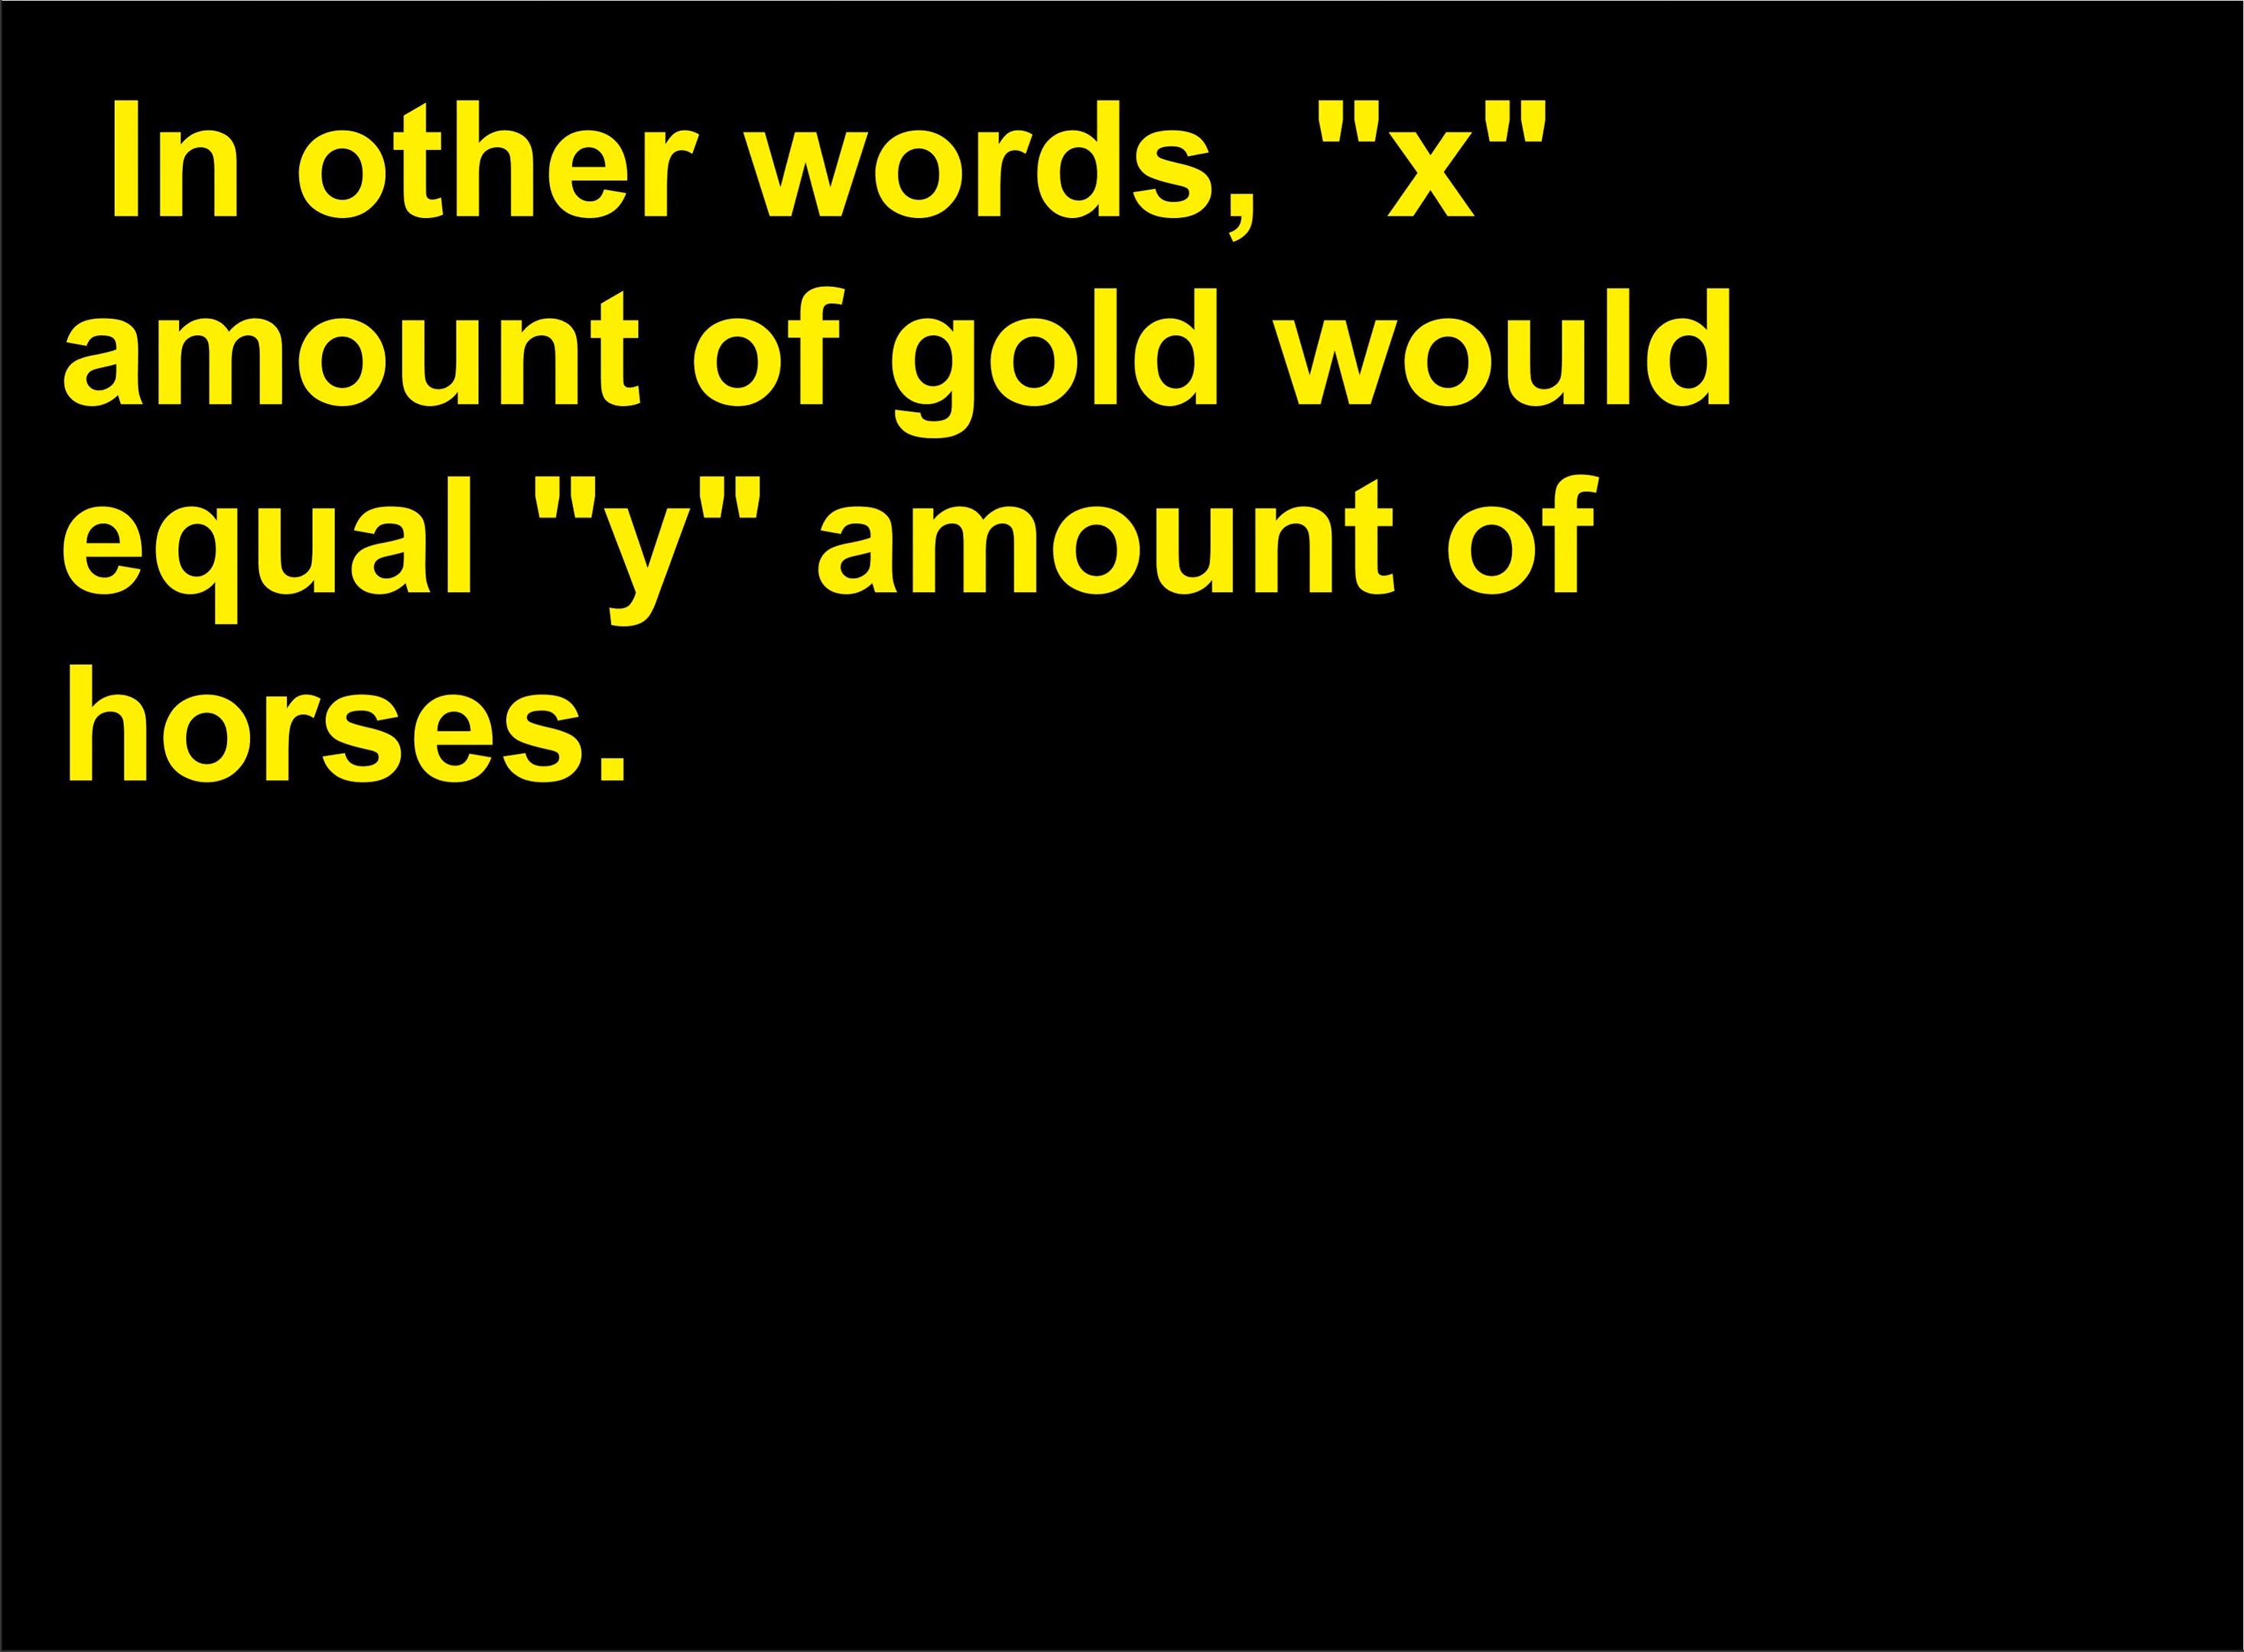 In other words, "x"
amount of gold would
equal "y" amount of
horses.